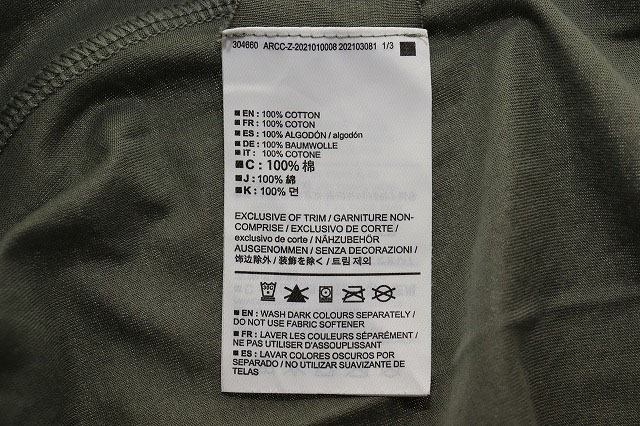 304660 ARCC-Z-2021010008 202103081 1/3
EN : 100% COTTON
FR : 100% COTON
ES : 100% ALGODÓN / algodón
DE : 100% BAUMWOLLE
IT : 100% COTONE
C : 100% 棉
J : 100% 綿
K : 100% 면
EXCLUSIVE OF TRIM / GARNITURE NON-
COMPRISE / EXCLUSIVO DE CORTE /
exclusivo de corte / NÄHZUBEHÖR
AUSGENOMMEN / SENZA DECORAZIONI /
饰边除外 / 装飾を除く / 트림 제외
EN : WASH DARK COLOURS SEPARATELY /
DO NOT USE FABRIC SOFTENER
FR : LAVER LES COULEURS SÉPARÉMENT /
NE PAS UTILISER D'ASSOUPLISSANT
ES : LAVAR COLORES OSCUROS POR
SEPARADO / NO UTILIZAR SUAVIZANTE DE
TELAS